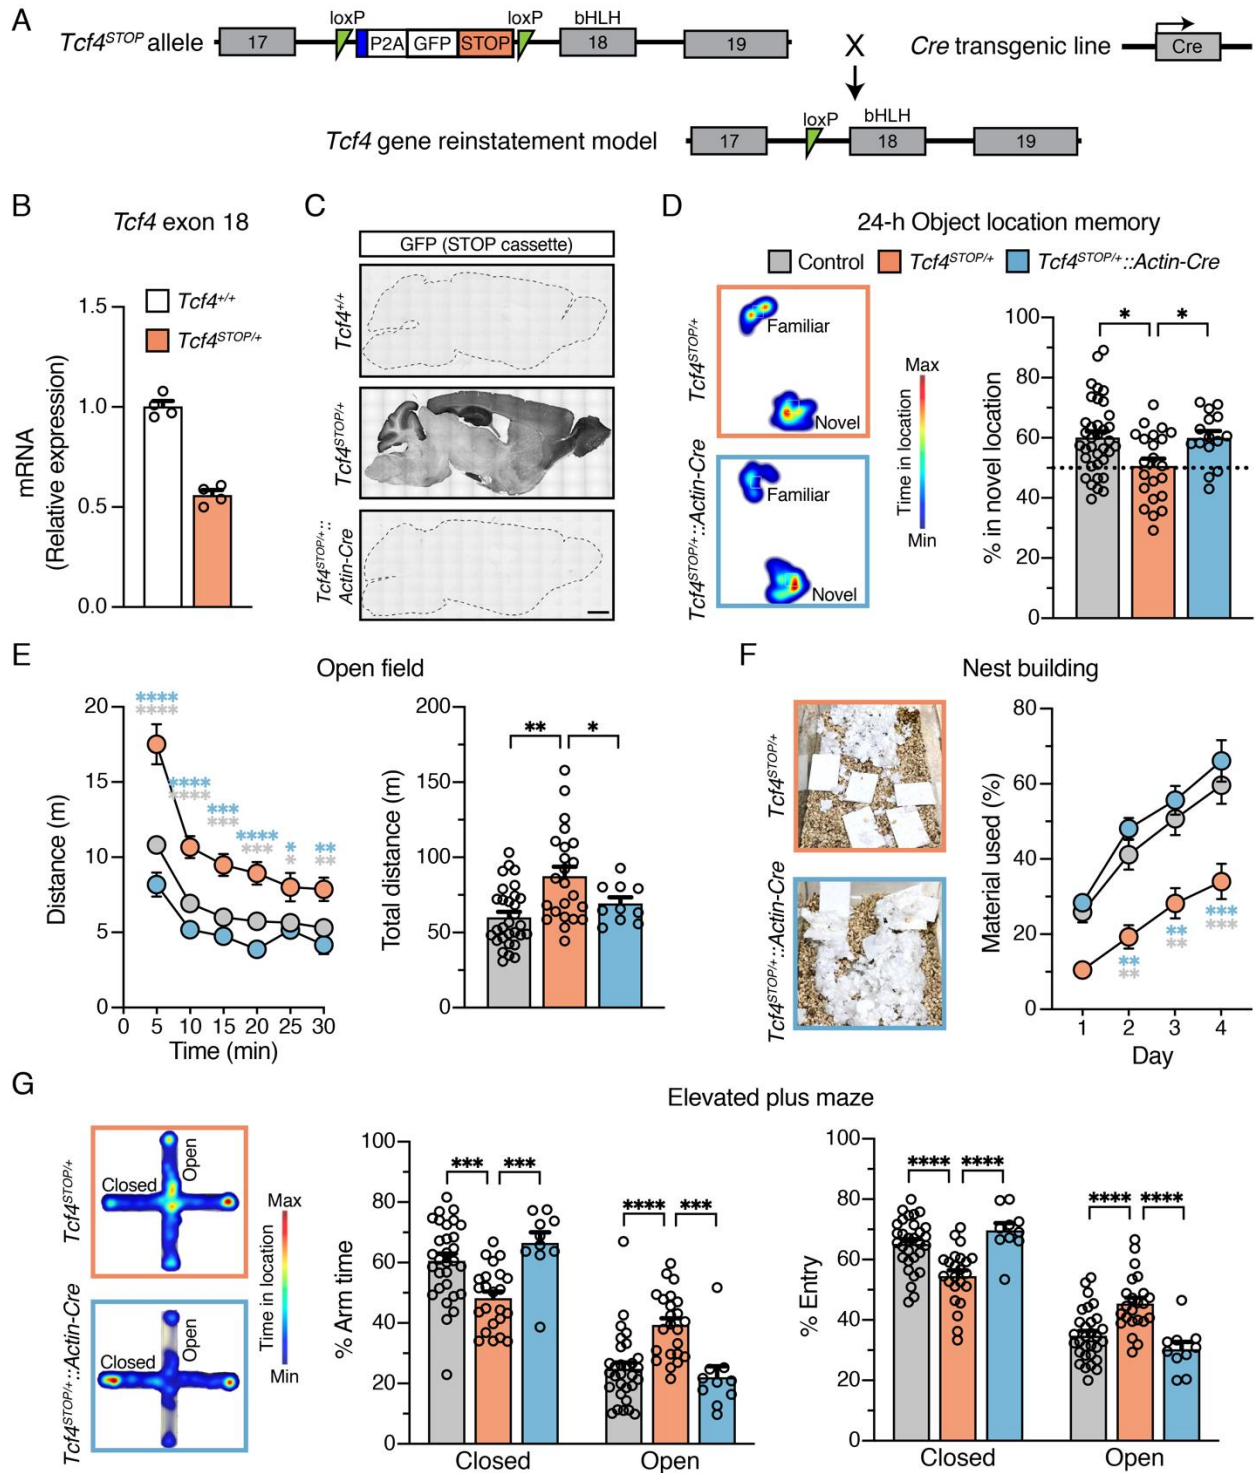 A
Tcf4STOP allele
17
loxP
P2A
GFP
STOP
loxP
bHLH
18
19
X
Cre transgenic line
Cre
Tcf4 gene reinstatement model
17
loxP
bHLH
18
19
B
Tcf4 exon 18
Tcf4+/+
Tcf4STOP/+
mRNA
(Relative expression)
1.5
1.0
0.5
0.0
C
GFP (STOP cassette)
Tcf4+/+
Tcf4STOP/+
Tcf4STOP/+::
Actin-Cre
D
24-h Object location memory
Control
Tcf4STOP/+
Tcf4STOP/+::Actin-Cre
Tcf4STOP/+
Familiar
Novel
Tcf4STOP/+::Actin-Cre
Familiar
Novel
Max
Time in location
Min
% in novel location
100
80
60
40
20
0
*
*
E
Open field
Distance (m)
20
15
10
5
0
****
****
****
****
***
***
****
***
*
*
**
**
0 5 10 15 20 25 30
Time (min)
Total distance (m)
200
150
100
50
0
**
*
F
Nest building
Tcf4STOP/+
Tcf4STOP/+::Actin-Cre
Material used (%)
80
60
40
20
0
**
**
**
**
***
***
1 2 3 4
Day
G
Elevated plus maze
Tcf4STOP/+
Closed
Open
Tcf4STOP/+::Actin-Cre
Closed
Open
Max
Time in location
Min
% Arm time
100
80
60
40
20
0
***
***
****
***
Closed
Open
% Entry
100
80
60
40
20
0
****
****
****
****
Closed
Open